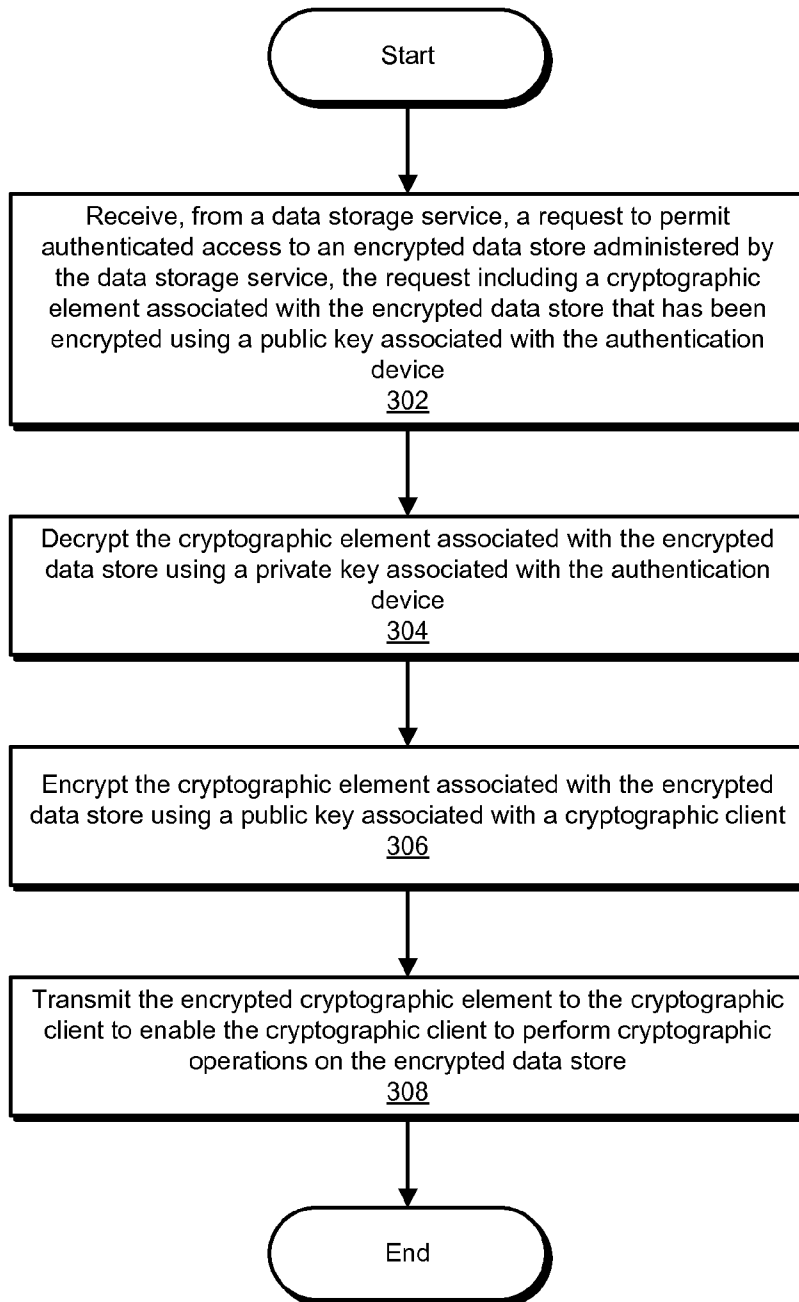 Start
Receive, from a data storage service, a request to permit
authenticated access to an encrypted data store administered by
the data storage service, the request including a cryptographic
element associated with the encrypted data store that has been
encrypted using a public key associated with the authentication
device
302
Decrypt the cryptographic element associated with the encrypted
data store using a private key associated with the authentication
device
304
Encrypt the cryptographic element associated with the encrypted
data store using a public key associated with a cryptographic client
306
Transmit the encrypted cryptographic element to the cryptographic
client to enable the cryptographic client to perform cryptographic
operations on the encrypted data store
308
End